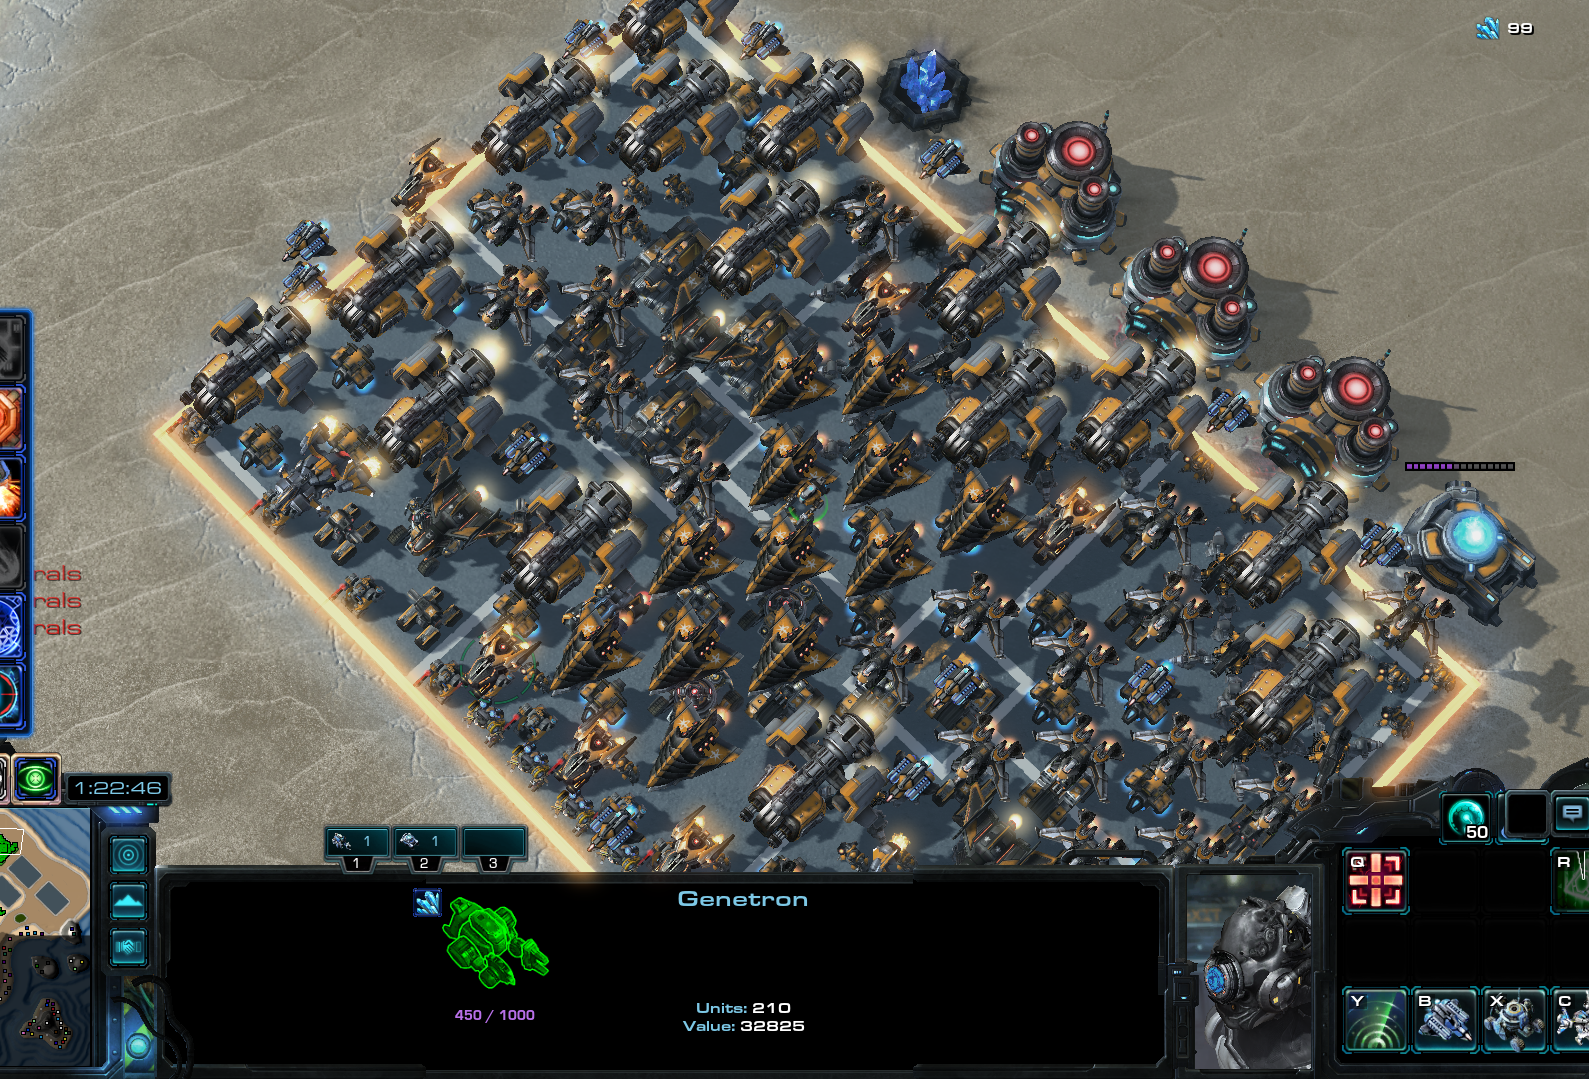 99
rals
rals
rals
1:22:46
1
1
1
2
3
50
Q
R
Genetron
450 / 1000
Units: 210
Value: 32825
Y
B
X
C